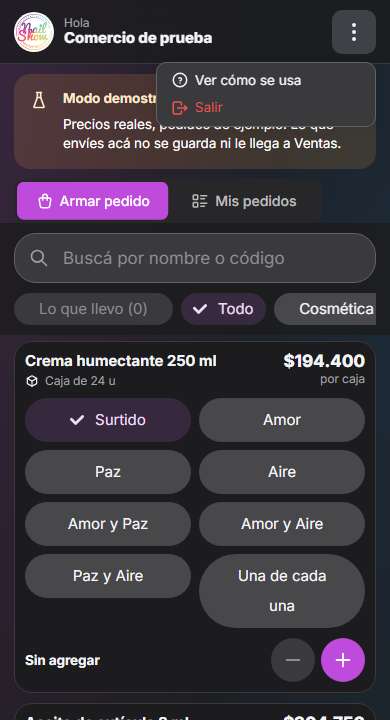 Nail Show
Hola
Comercio de prueba
Ver cómo se usa
Salir
Modo demostr
Precios reales, pedidos de ejemplo. Lo que
envíes acá no se guarda ni le llega a Ventas.
Armar pedido
Mis pedidos
Buscá por nombre o código
Lo que llevo (0)
Todo
Cosmética
Crema humectante 250 ml
$194.400
Caja de 24 u
por caja
Surtido
Amor
Paz
Aire
Amor y Paz
Amor y Aire
Paz y Aire
Una de cada
una
Sin agregar